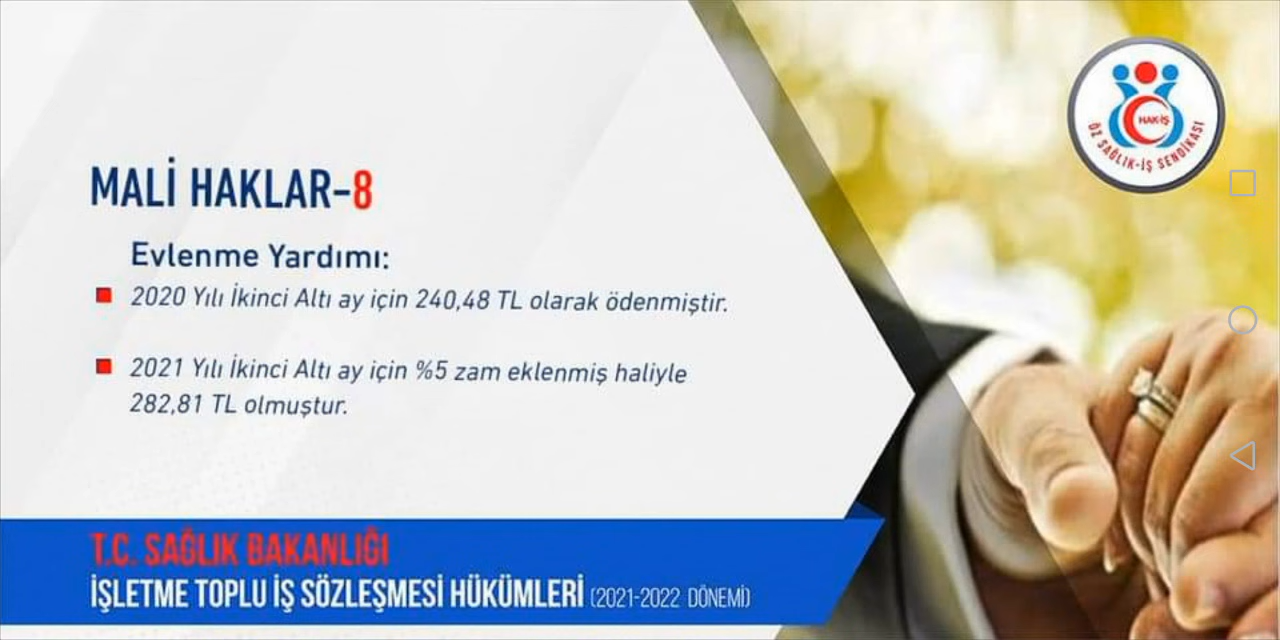 HAK-İŞ
ÖZ SAĞLIK-İŞ SENDİKASI
MALİ HAKLAR-8
Evlenme Yardımı:
2020 Yılı İkinci Altı ay için 240,48 TL olarak ödenmiştir.
2021 Yılı İkinci Altı ay için %5 zam eklenmiş haliyle
282,81 TL olmuştur.
T.C. SAĞLIK BAKANLIĞI
İŞLETME TOPLU İŞ SÖZLEŞMESİ HÜKÜMLERİ (2021-2022 DÖNEMİ)